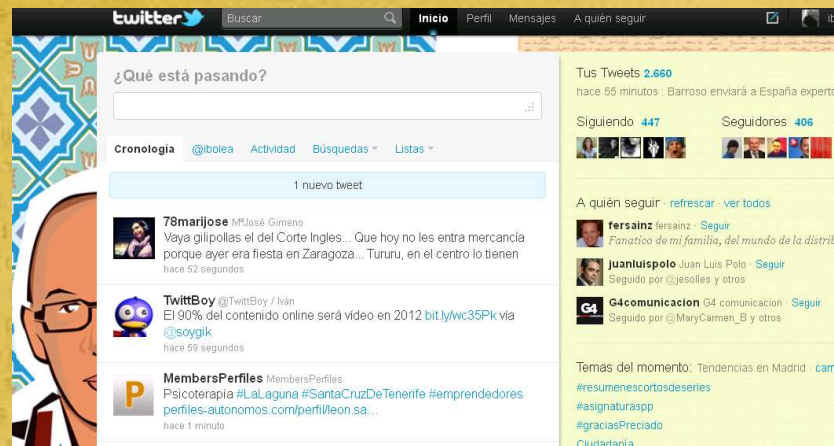 twitter
Buscar
Inicio Perfil Mensajes A quién seguir
¿Qué está pasando?
Cronología @ibolea Actividad Búsquedas Listas
1 nuevo tweet
78marijose MªJosé Gimeno
Vaya gilipollas el del Corte Ingles... Que hoy no les entra mercancía
porque ayer era fiesta en Zaragoza... Tururu, en el centro lo tienen
hace 52 segundos
TwittBoy @TwittBoy / Iván
El 90% del contenido online será vídeo en 2012 bit.ly/wc35Pk vía
@soygik
hace 59 segundos
P
MembersPerfiles MembersPerfiles
Psicoterapia #LaLaguna #SantaCruzDeTenerife #emprendedores
perfiles-autonomos.com/perfil/leon.sa…
hace 1 minuto
Tus Tweets 2.660
hace 55 minutos : Barroso enviará a España experto
Siguiendo 447 Seguidores 406
A quién seguir · refrescar · ver todos
fersainz fersainz · Seguir
Fanatico de mi familia, del mundo de la distrib
juanluispolo Juan Luis Polo · Seguir
Seguido por @jesolles y otros
G4
G4comunicacion G4 comunicacion · Seguir
Seguido por @MaryCarmen_B y otros
Temas del momento: Tendencias en Madrid · cam
#resumenescortosdeseries
#asignaturaspp
#graciasPreciado
Ciudadanía